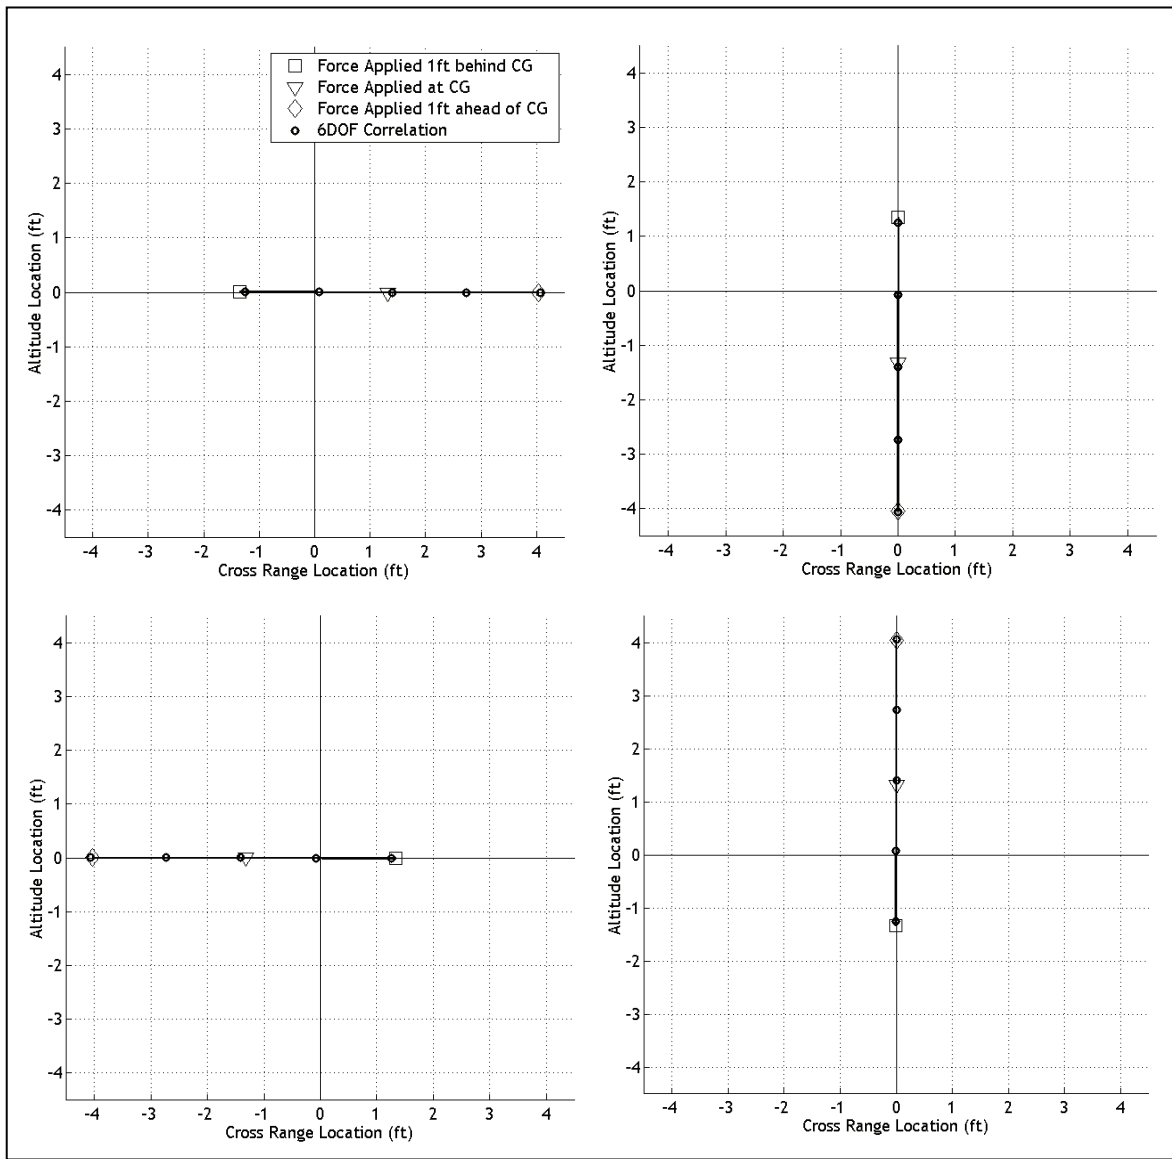 Force Applied 1ft behind CG
Force Applied at CG
Force Applied 1ft ahead of CG
6DOF Correlation
4
3
2
1
0
-1
-2
-3
-4
Altitude Location (ft)
-4 -3 -2 -1 0 1 2 3 4
Cross Range Location (ft)
4
3
2
1
0
-1
-2
-3
-4
Altitude Location (ft)
-4 -3 -2 -1 0 1 2 3 4
Cross Range Location (ft)
4
3
2
1
0
-1
-2
-3
-4
Altitude Location (ft)
-4 -3 -2 -1 0 1 2 3 4
Cross Range Location (ft)
4
3
2
1
0
-1
-2
-3
-4
Altitude Location (ft)
-4 -3 -2 -1 0 1 2 3 4
Cross Range Location (ft)